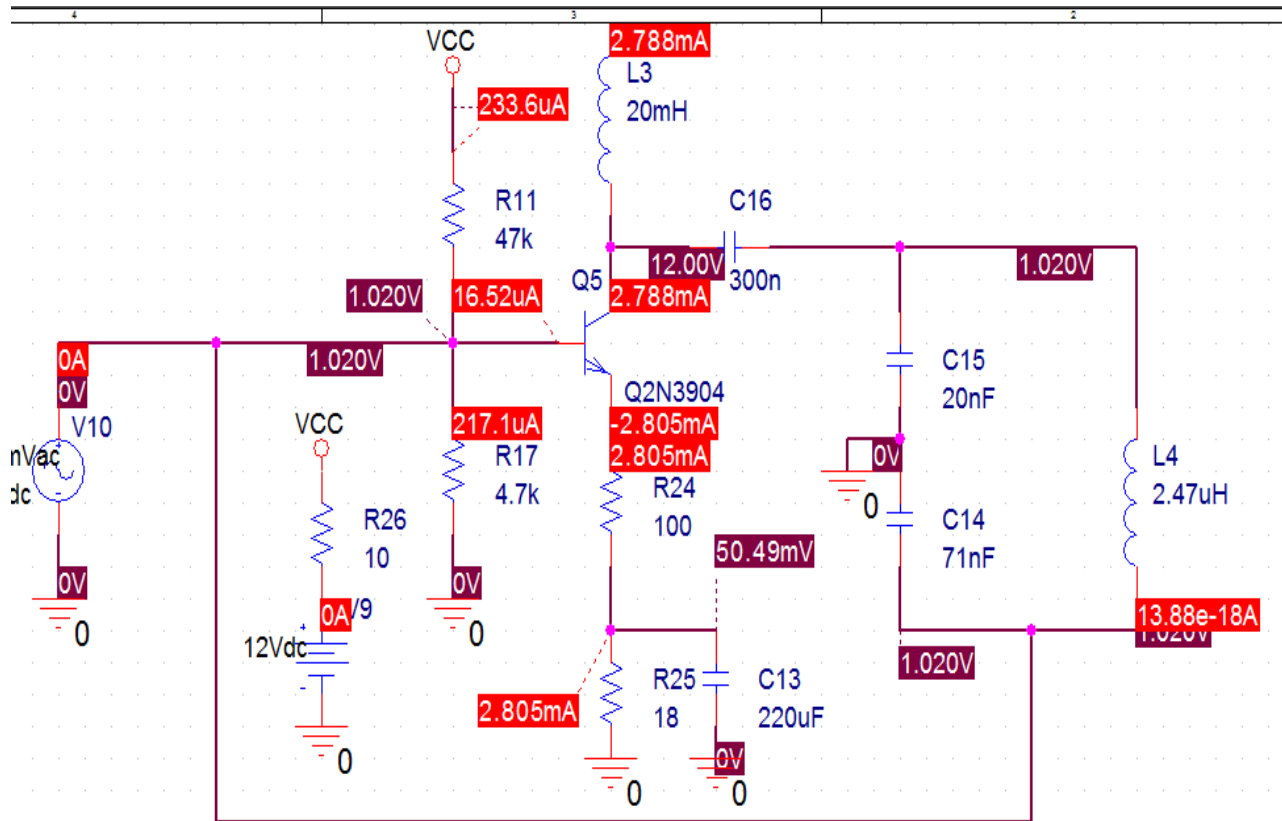 4
3
2
VCC
2.788mA
L3
20mH
233.6uA
R11
47k
C16
300n
12.00V
1.020V
Q5
2.788mA
1.020V
16.52uA
1.020V
0A
0V
V10
mVac
dc
0V
0
Q2N3904
-2.805mA
2.805mA
217.1uA
R17
4.7k
0V
0
VCC
R26
10
0A
V9
12Vdc
0
R24
100
50.49mV
2.805mA
R25
18
0
C13
220uF
0V
0
C15
20nF
0V
0
C14
71nF
1.020V
L4
2.47uH
13.88e-18A
1.020V